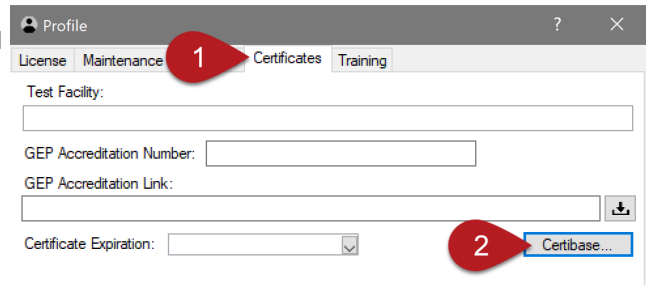 Profile ? ×
License Maintenance 1 Certificates Training
Test Facility:
GEP Accreditation Number:
GEP Accreditation Link:
Certificate Expiration: 2 Certibase...